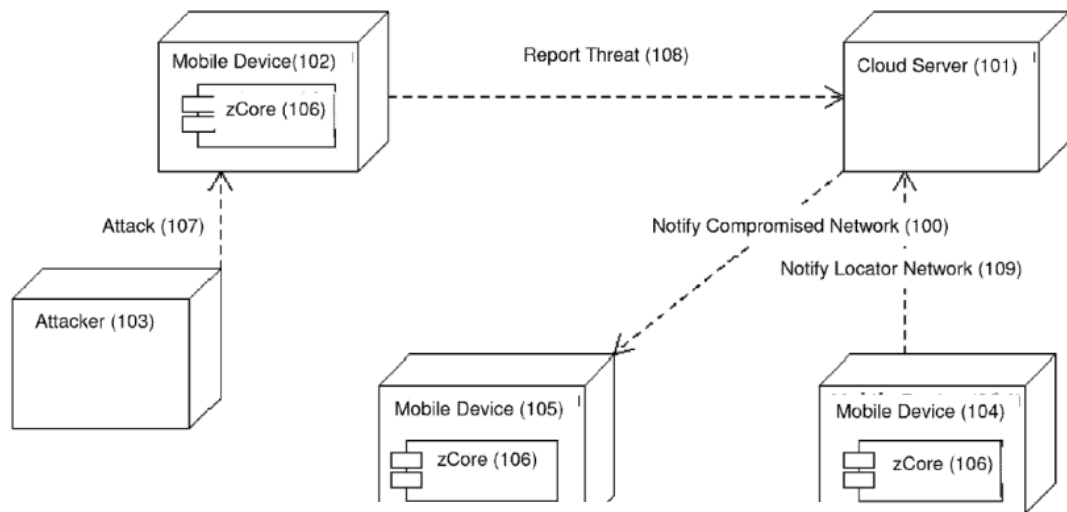 Mobile Device(102)
zCore (106)
Report Threat (108)
Cloud Server (101)
Attack (107)
Notify Compromised Network (100)
Notify Locator Network (109)
Attacker (103)
Mobile Device (105)
zCore (106)
Mobile Device (104)
zCore (106)